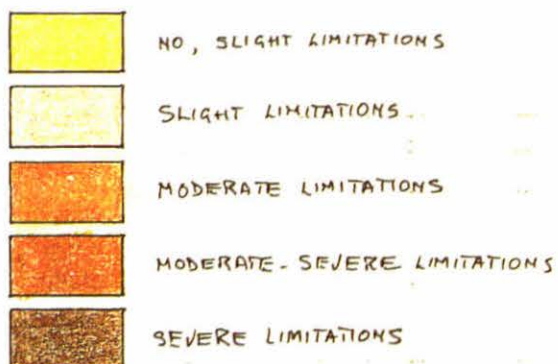 NO, SLIGHT LIMITATIONS
SLIGHT LIMITATIONS
MODERATE LIMITATIONS
MODERATE-SEVERE LIMITATIONS
SEVERE LIMITATIONS